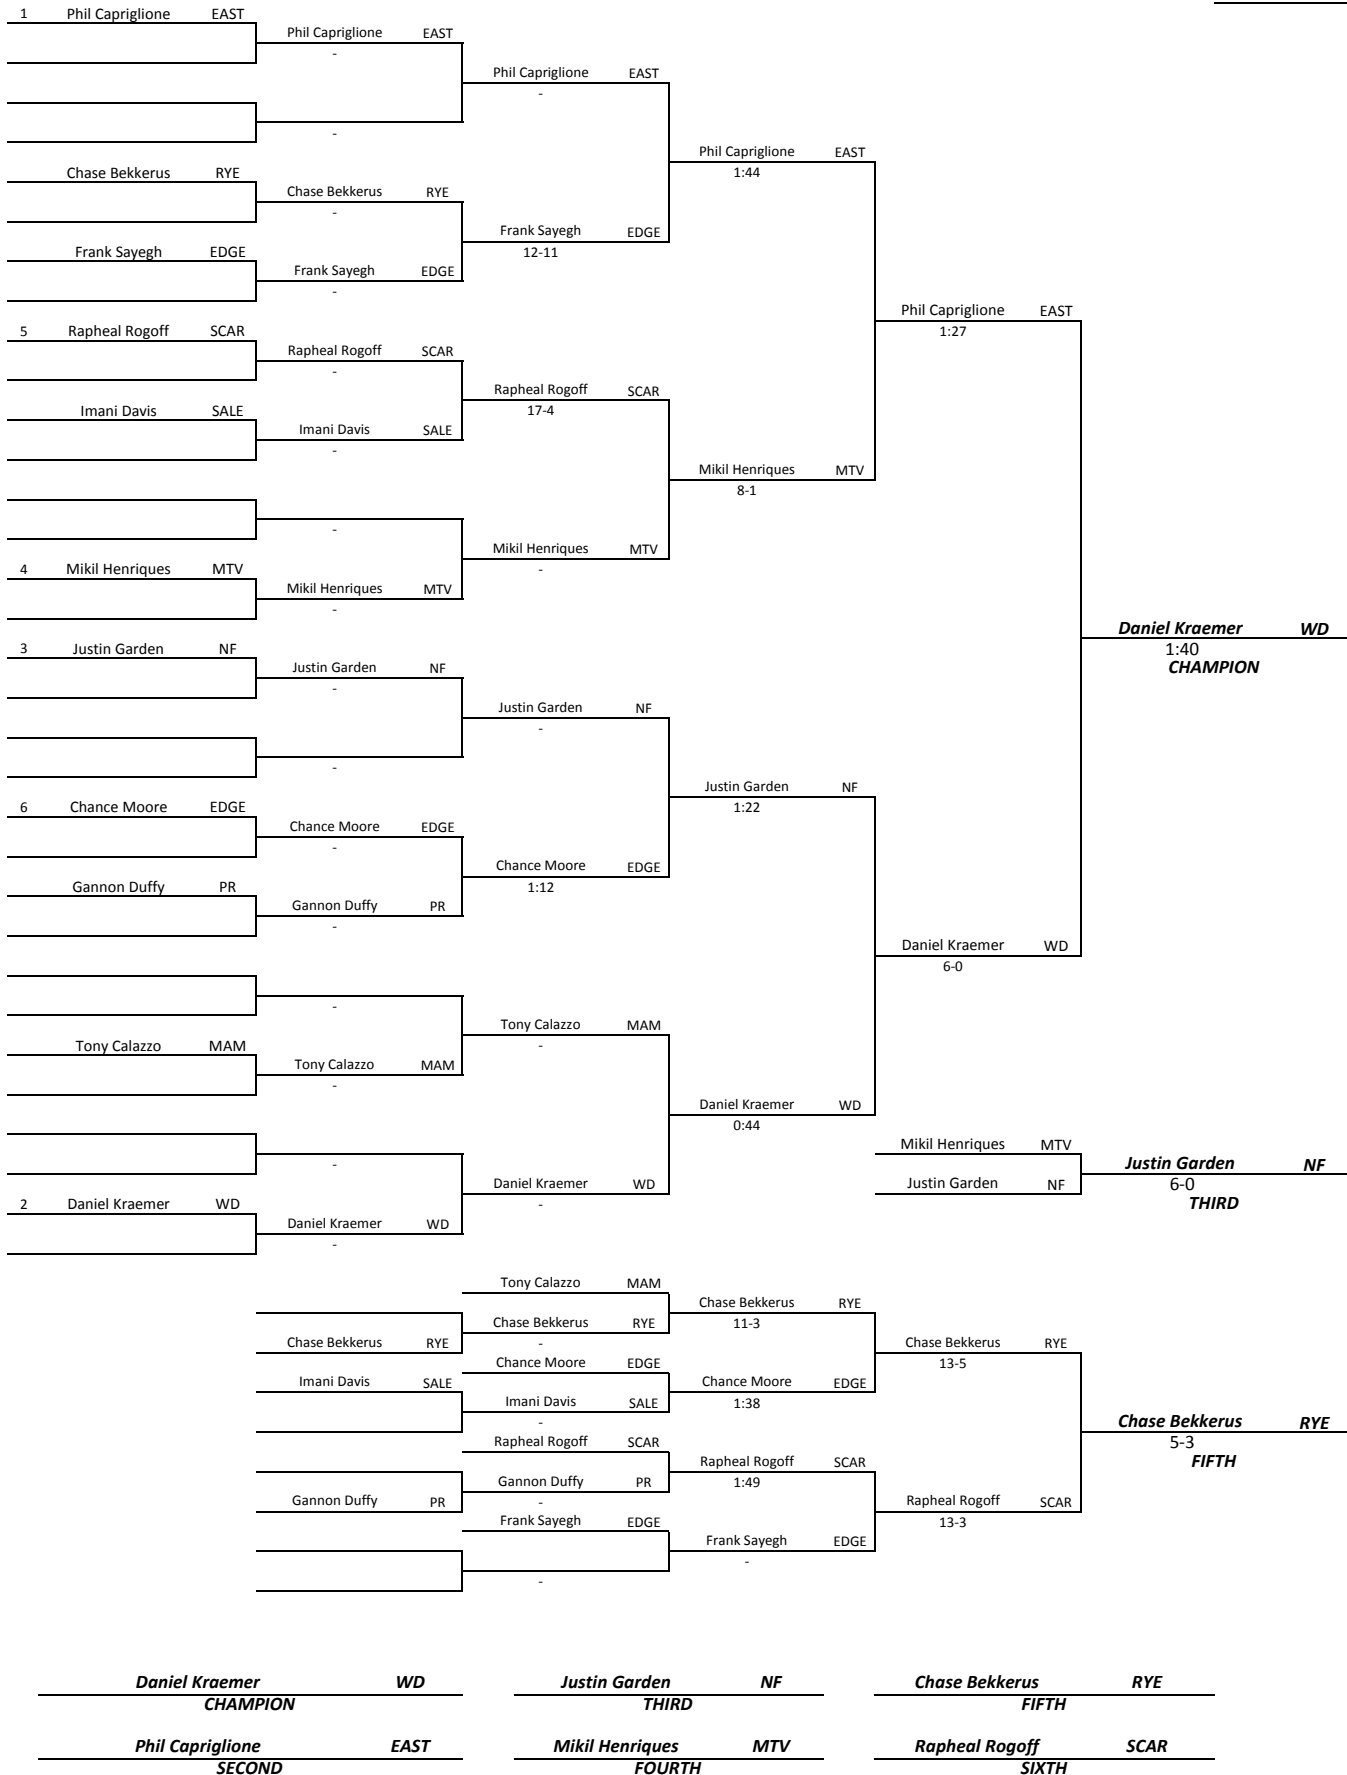 1 Phil Capriglione EAST
Phil Capriglione EAST
-
Phil Capriglione EAST
-
-
Phil Capriglione EAST
1:44
Chase Bekkerus RYE
Chase Bekkerus RYE
-
Frank Sayegh EDGE
12-11
Frank Sayegh EDGE
Frank Sayegh EDGE
-
Phil Capriglione EAST
1:27
5 Rapheal Rogoff SCAR
Rapheal Rogoff SCAR
-
Rapheal Rogoff SCAR
17-4
Imani Davis SALE
Imani Davis SALE
-
Mikil Henriques MTV
8-1
-
Mikil Henriques MTV
-
4 Mikil Henriques MTV
Mikil Henriques MTV
-
Daniel Kraemer WD
1:40
CHAMPION
3 Justin Garden NF
Justin Garden NF
-
Justin Garden NF
-
-
Justin Garden NF
1:22
6 Chance Moore EDGE
Chance Moore EDGE
-
Chance Moore EDGE
1:12
Gannon Duffy PR
Gannon Duffy PR
-
Daniel Kraemer WD
6-0
-
Tony Calazzo MAM
-
Tony Calazzo MAM
Tony Calazzo MAM
-
Daniel Kraemer WD
0:44
-
Mikil Henriques MTV
Justin Garden NF
6-0
THIRD
Justin Garden NF
Daniel Kraemer WD
-
2 Daniel Kraemer WD
Daniel Kraemer WD
-
Tony Calazzo MAM
Chase Bekkerus RYE
11-3
Chase Bekkerus RYE
-
Chase Bekkerus RYE
Chase Bekkerus RYE
13-5
Chance Moore EDGE
Imani Davis SALE
Chance Moore EDGE
1:38
Imani Davis SALE
-
Chase Bekkerus RYE
5-3
FIFTH
Rapheal Rogoff SCAR
Rapheal Rogoff SCAR
1:49
Gannon Duffy PR
-
Gannon Duffy PR
Rapheal Rogoff SCAR
13-3
Frank Sayegh EDGE
Frank Sayegh EDGE
-
-
Daniel Kraemer WD Justin Garden NF Chase Bekkerus RYE
CHAMPION THIRD FIFTH
Phil Capriglione EAST Mikil Henriques MTV Rapheal Rogoff SCAR
SECOND FOURTH SIXTH